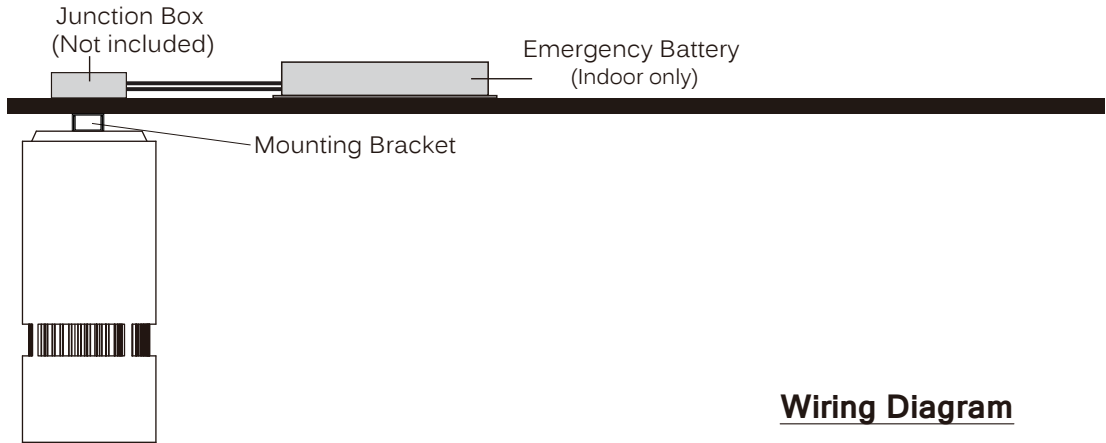 Junction Box
(Not included)
Emergency Battery
(Indoor only)
Mounting Bracket
Wiring Diagram